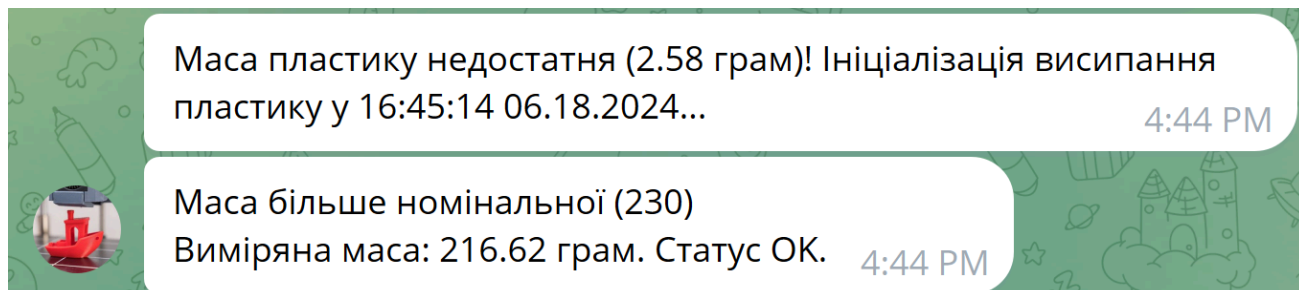 Маса пластику недостатня (2.58 грам)! Ініціалізація висипання
пластику у 16:45:14 06.18.2024...
4:44 PM
Маса більше номінальної (230)
Виміряна маса: 216.62 грам. Статус OK.
4:44 PM